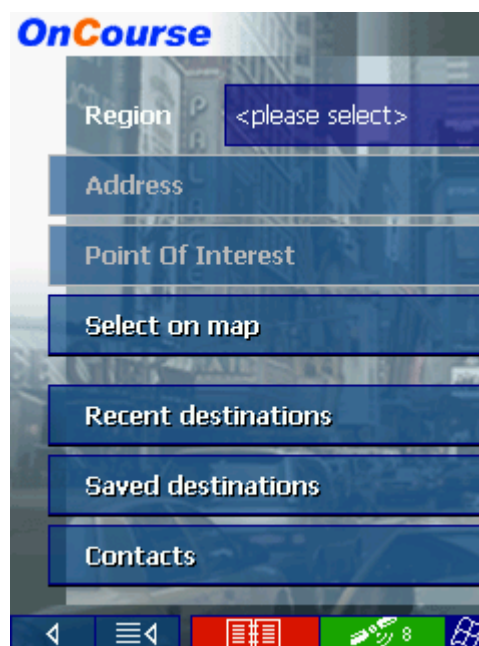 OnCourse
Region <please select>
Address
Point Of Interest
Select on map
Recent destinations
Saved destinations
Contacts
8